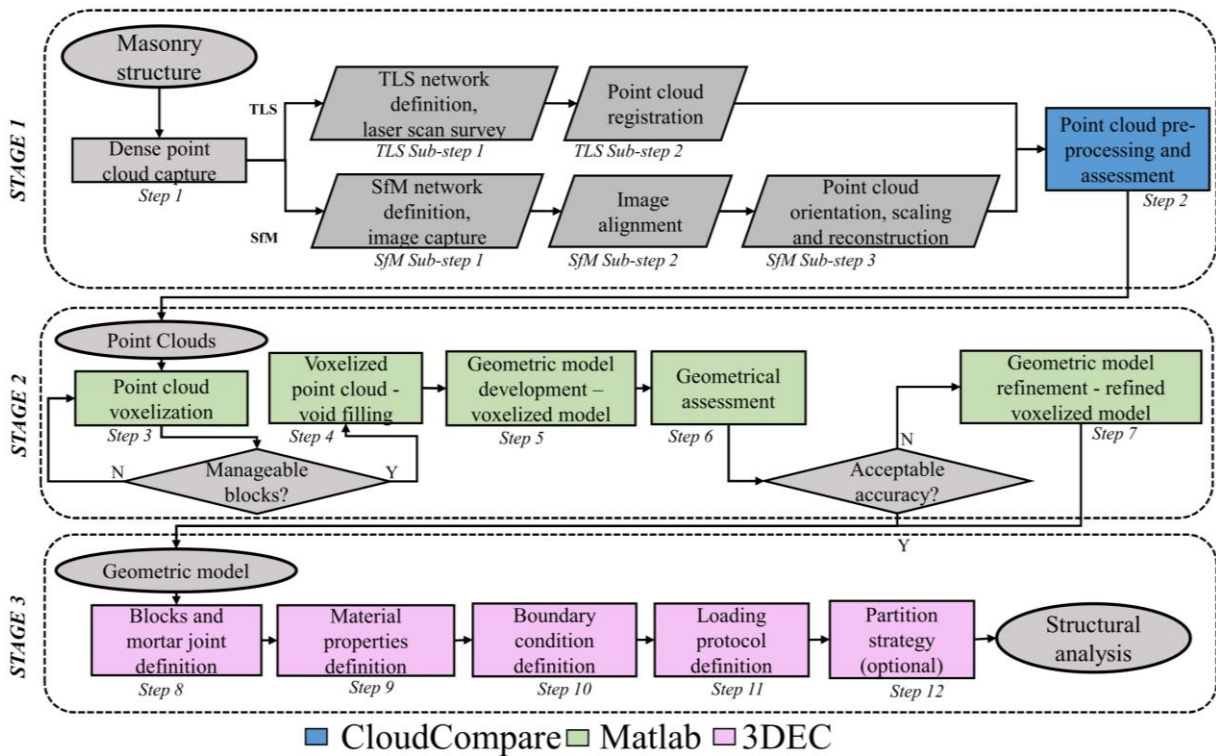 STAGE 1
Masonry
structure
Dense point
cloud capture
Step 1
TLS
TLS network
definition,
laser scan survey
TLS Sub-step 1
Point cloud
registration
TLS Sub-step 2
SfM
SfM network
definition,
image capture
SfM Sub-step 1
Image
alignment
SfM Sub-step 2
Point cloud
orientation, scaling
and reconstruction
SfM Sub-step 3
Point cloud pre-
processing and
assessment
Step 2
STAGE 2
Point Clouds
Point cloud
voxelization
Step 3
Manageable
blocks?
N
Y
Voxelized
point cloud -
void filling
Step 4
Geometric model
development –
voxelized model
Step 5
Geometrical
assessment
Step 6
Acceptable
accuracy?
N
Y
Geometric model
refinement - refined
voxelized model
Step 7
STAGE 3
Geometric model
Blocks and
mortar joint
definition
Step 8
Material
properties
definition
Step 9
Boundary
condition
definition
Step 10
Loading
protocol
definition
Step 11
Partition
strategy
(optional)
Step 12
Structural
analysis
CloudCompare Matlab 3DEC